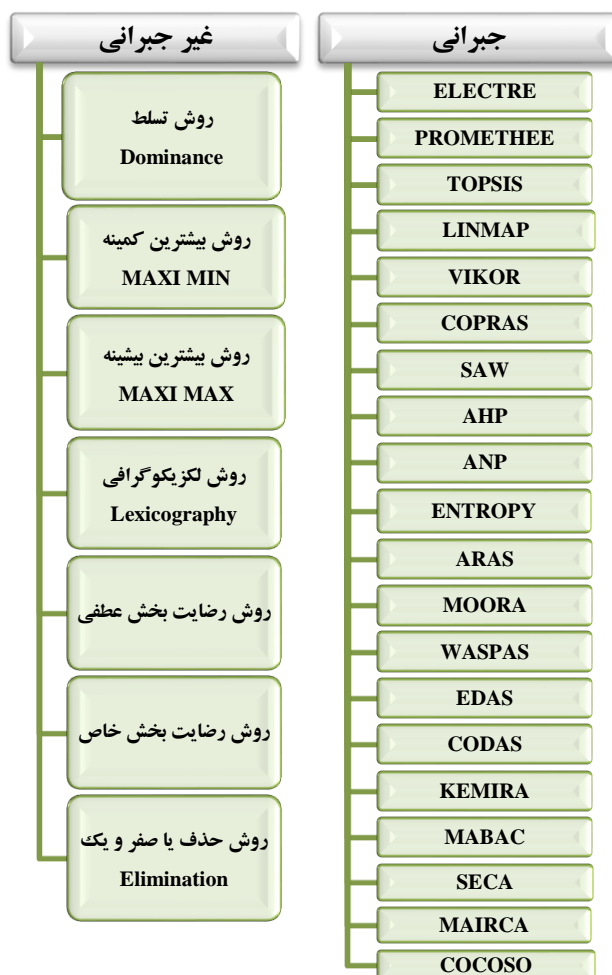 جبرانی
ELECTRE
PROMETHEE
TOPSIS
LINMAP
VIKOR
COPRAS
SAW
AHP
ANP
ENTROPY
ARAS
MOORA
WASPAS
EDAS
CODAS
KEMIRA
MABAC
SECA
MAIRCA
COCOSO
غیر جبرانی
روش تسلط
Dominance
روش بیشترین کمینه
MAXI MIN
روش بیشترین بیشینه
MAXI MAX
روش لکزیکوگرافی
Lexicography
روش رضایت بخش عطفی
روش رضایت بخش خاص
روش حذف یا صفر و یک
Elimination